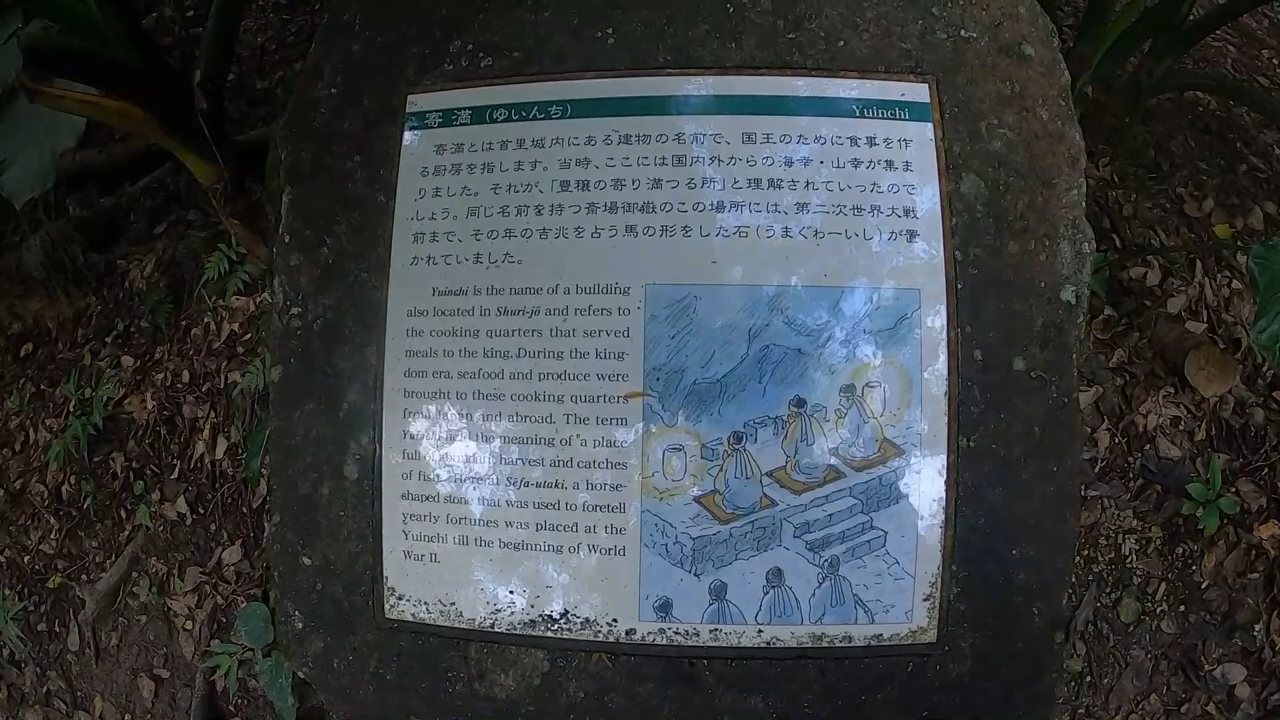 寄満 (ゆいんち) Yuinchi
寄満とは首里城内にある建物の名前で、国王のために食事を作
る厨房を指します。当時、ここには国内外からの海幸・山幸が集ま
りました。それが、「豊穣の寄り満つる所」と理解されていったので
しょう。同じ名前を持つ斎場御嶽のこの場所には、第二次世界大戦
前まで、その年の吉兆を占う馬の形をした石(うまぐゎーいし)が置
かれていました。
Yuinchi is the name of a building
also located in Shuri-jō and refers to
the cooking quarters that served
meals to the king. During the king-
dom era, seafood and produce were
brought to these cooking quarters
from Japan and abroad. The term
Yuinchi held the meaning of "a place
full of abundant harvest and catches
of fish." Here at Sēfa-utaki, a horse-
shaped stone that was used to foretell
yearly fortunes was placed at the
Yuinchi till the beginning of World
War II.